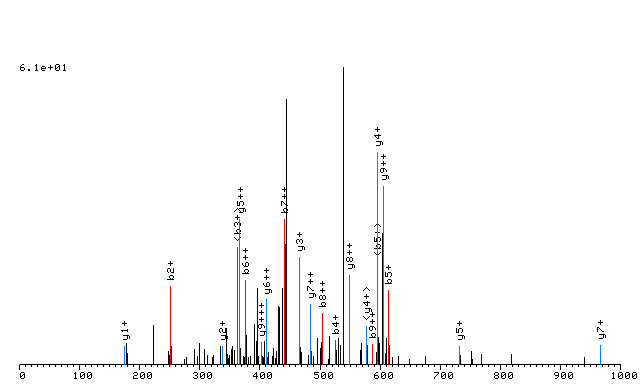 6.1e+01
y4+
y9++
<b3+>
y5++
b7++
<b5+>
y3+
y8++
b2+
b6++
y6++
y7++
b8++
b5+
<y4+>
y1+
y2+
y9+++
b4+
b9++
y5+
y7+
0 100 200 300 400 500 600 700 800 900 1000